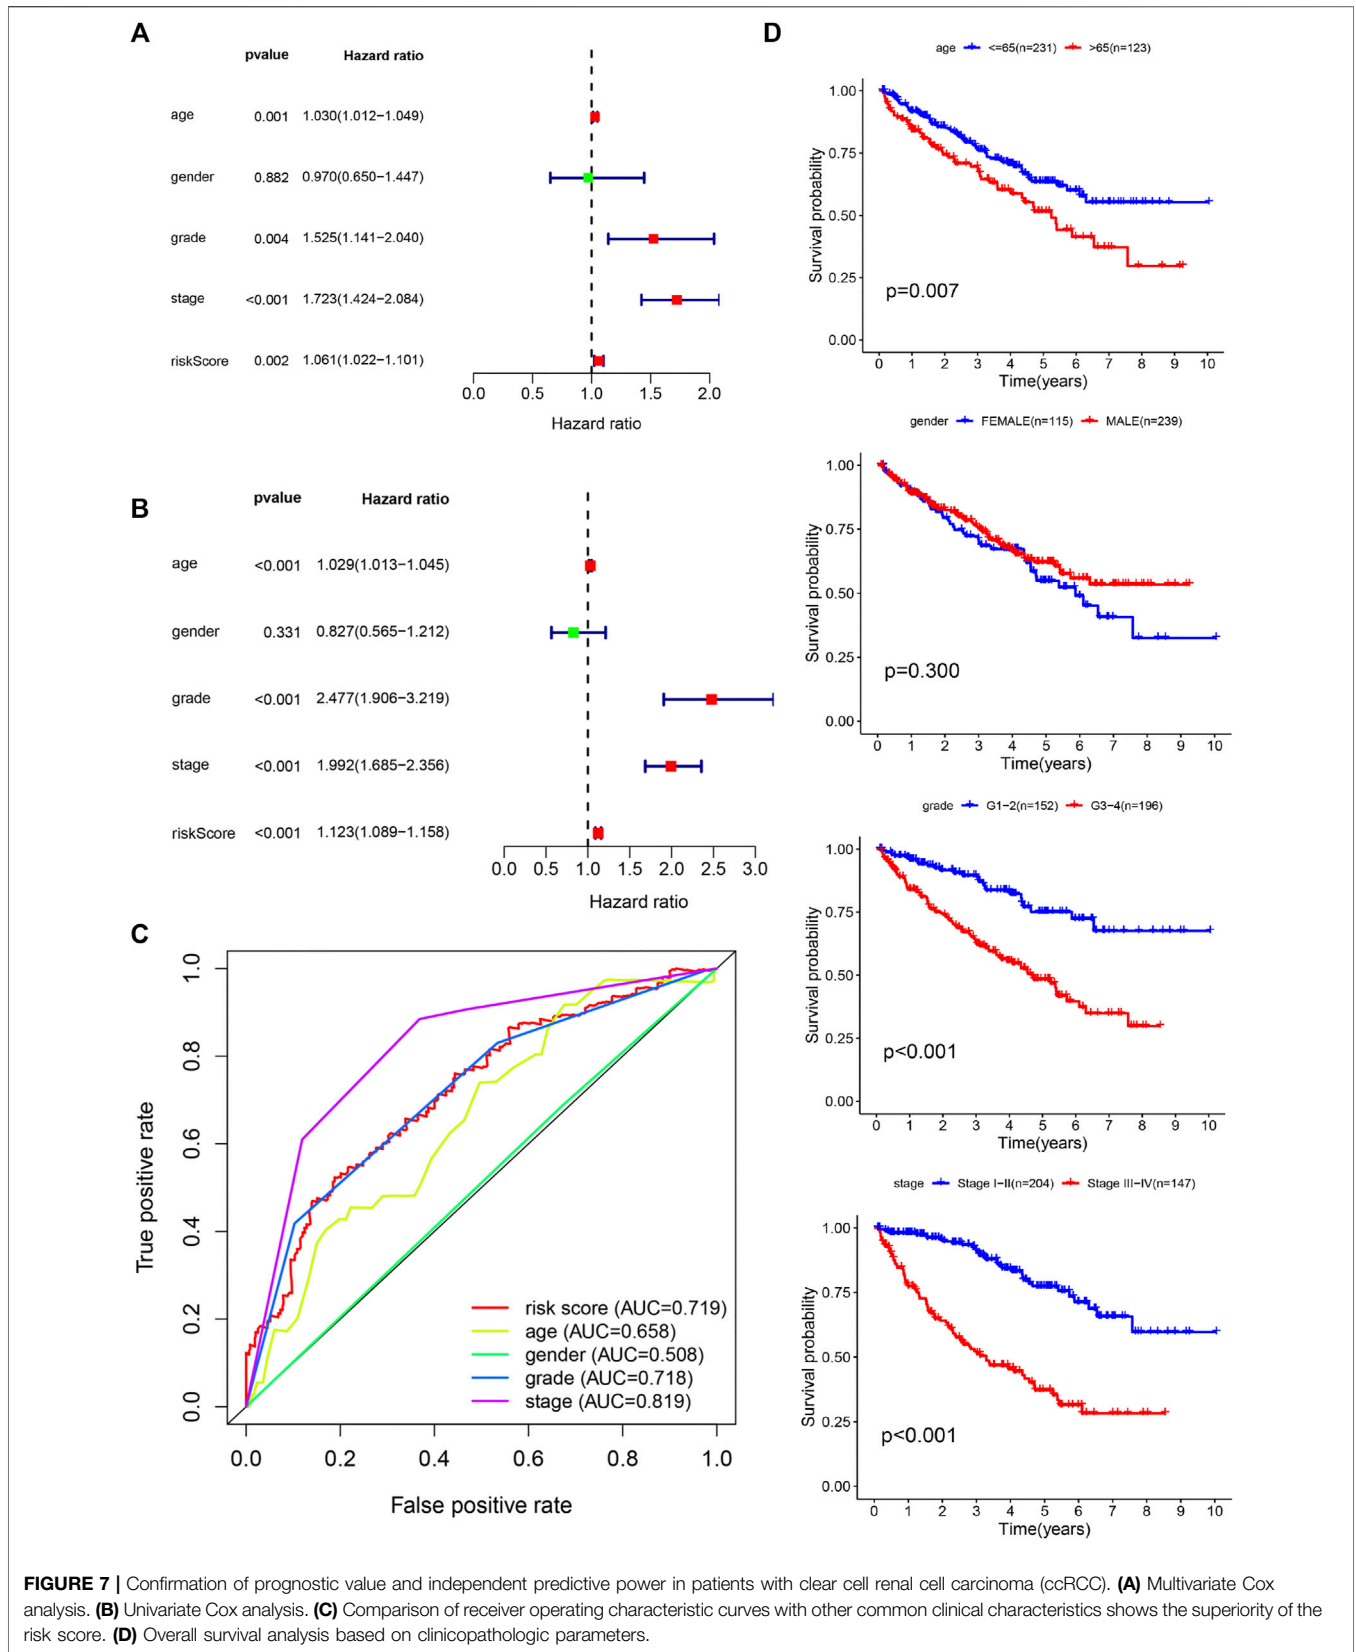 A
pvalue Hazard ratio
age 0.001 1.030(1.012−1.049)
gender 0.882 0.970(0.650−1.447)
grade 0.004 1.525(1.141−2.040)
stage <0.001 1.723(1.424−2.084)
riskScore 0.002 1.061(1.022−1.101)
0.0 0.5 1.0 1.5 2.0
Hazard ratio
B
pvalue Hazard ratio
age <0.001 1.029(1.013−1.045)
gender 0.331 0.827(0.565−1.212)
grade <0.001 2.477(1.906−3.219)
stage <0.001 1.992(1.685−2.356)
riskScore <0.001 1.123(1.089−1.158)
0.0 0.5 1.0 1.5 2.0 2.5 3.0
Hazard ratio
C
True positive rate
1.0
0.8
0.6
0.4
0.2
0.0
risk score (AUC=0.719)
age (AUC=0.658)
gender (AUC=0.508)
grade (AUC=0.718)
stage (AUC=0.819)
0.0 0.2 0.4 0.6 0.8 1.0
False positive rate
D
age <=65(n=231) >65(n=123)
Survival probability
1.00
0.75
0.50
0.25
0.00
p=0.007
0 1 2 3 4 5 6 7 8 9 10
Time(years)
gender FEMALE(n=115) MALE(n=239)
Survival probability
1.00
0.75
0.50
0.25
0.00
p=0.300
0 1 2 3 4 5 6 7 8 9 10
Time(years)
grade G1−2(n=152) G3−4(n=196)
Survival probability
1.00
0.75
0.50
0.25
0.00
p<0.001
0 1 2 3 4 5 6 7 8 9 10
Time(years)
stage Stage I−II(n=204) Stage III−IV(n=147)
Survival probability
1.00
0.75
0.50
0.25
0.00
p<0.001
0 1 2 3 4 5 6 7 8 9 10
Time(years)
FIGURE 7 | Confirmation of prognostic value and independent predictive power in patients with clear cell renal cell carcinoma (ccRCC). (A) Multivariate Cox
analysis. (B) Univariate Cox analysis. (C) Comparison of receiver operating characteristic curves with other common clinical characteristics shows the superiority of the
risk score. (D) Overall survival analysis based on clinicopathologic parameters.